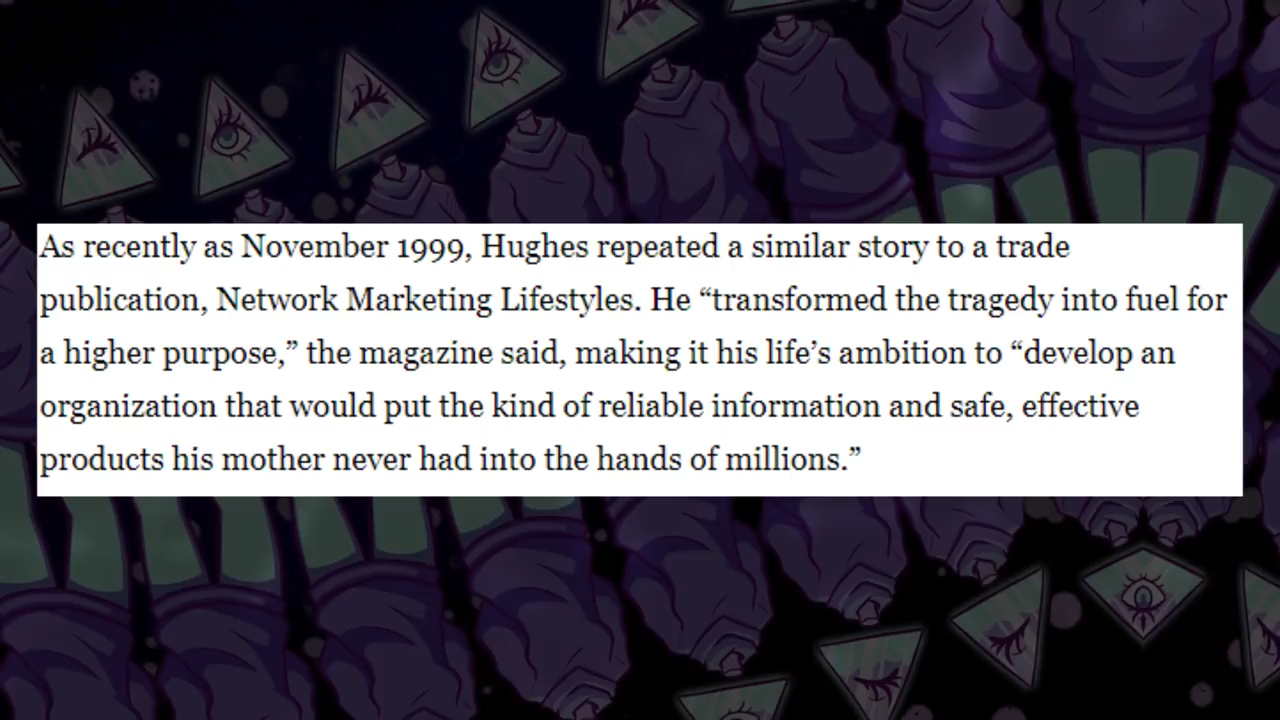 As recently as November 1999, Hughes repeated a similar story to a trade
publication, Network Marketing Lifestyles. He “transformed the tragedy into fuel for
a higher purpose,” the magazine said, making it his life’s ambition to “develop an
organization that would put the kind of reliable information and safe, effective
products his mother never had into the hands of millions.”